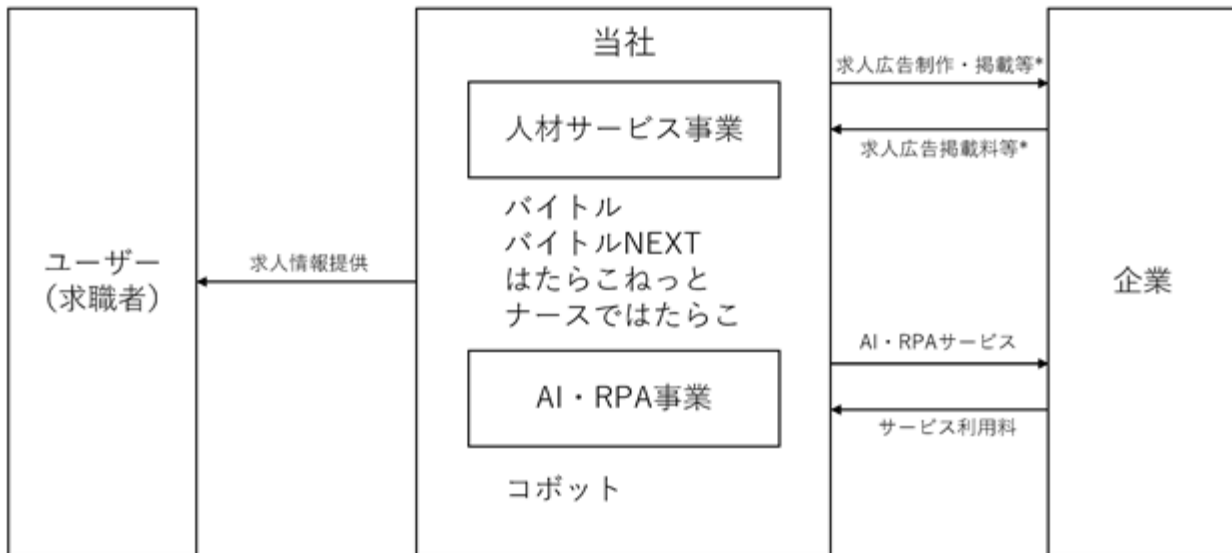 当社
人材サービス事業
バイトル
バイトルNEXT
はたらこねっと
ナースではたらこ
AI・RPA事業
コボット
ユーザー
（求職者）
求人情報提供
求人広告制作・掲載等*
求人広告掲載料等*
AI・RPAサービス
サービス利用料
企業